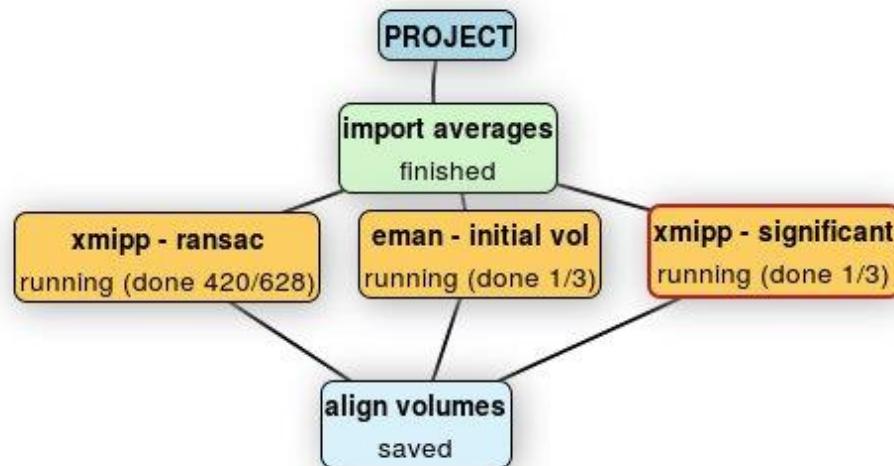 PROJECT
import averages
finished
xmipp - ransac
running (done 420/628)
eman - initial vol
running (done 1/3)
xmipp - significant
running (done 1/3)
align volumes
saved